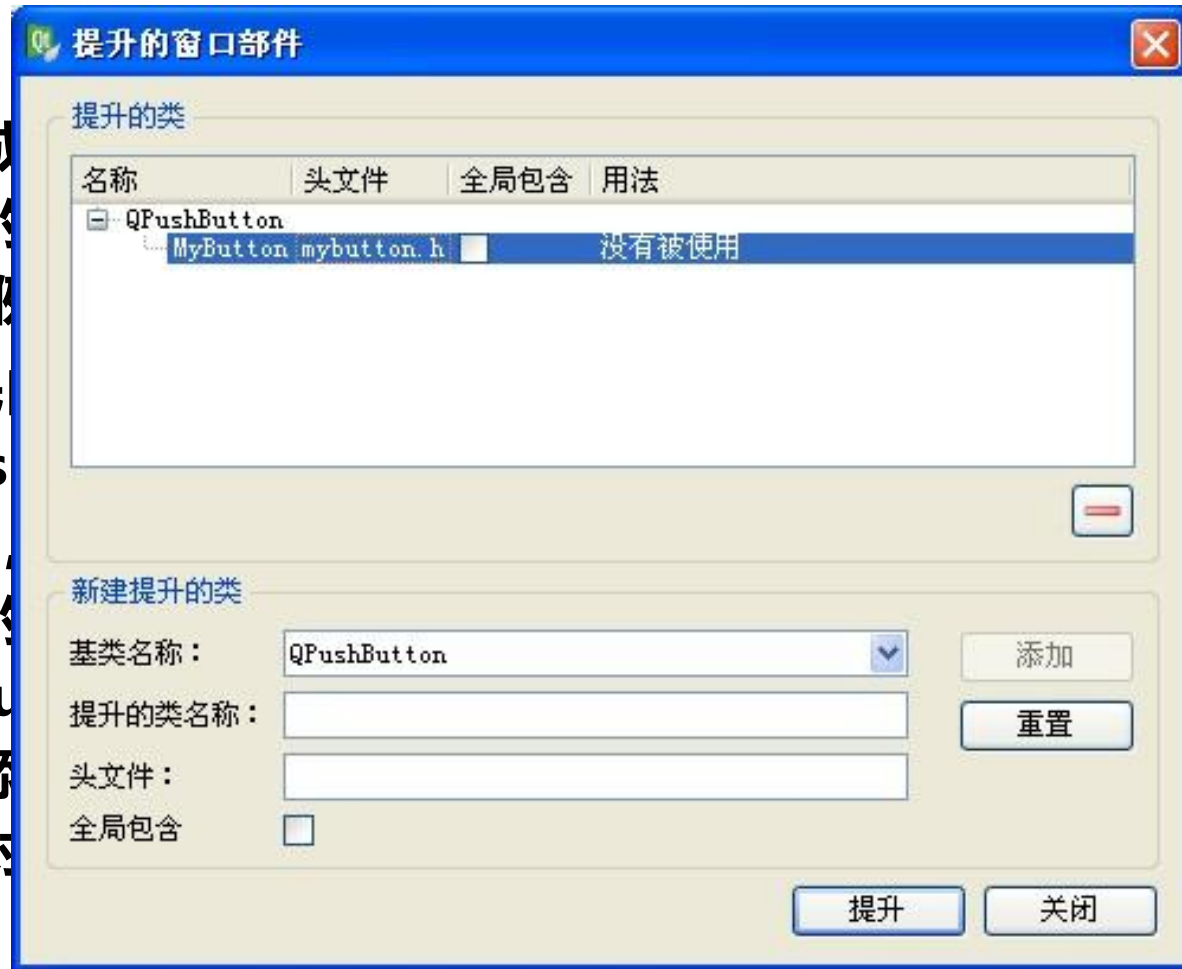 提升的窗口部件
提升的类
名称 头文件 全局包含 用法
QPushButton
MyButton mybutton.h 没有被使用
新建提升的类
基类名称： QPushButton 添加
提升的类名称： 重置
头文件：
全局包含
提升 关闭